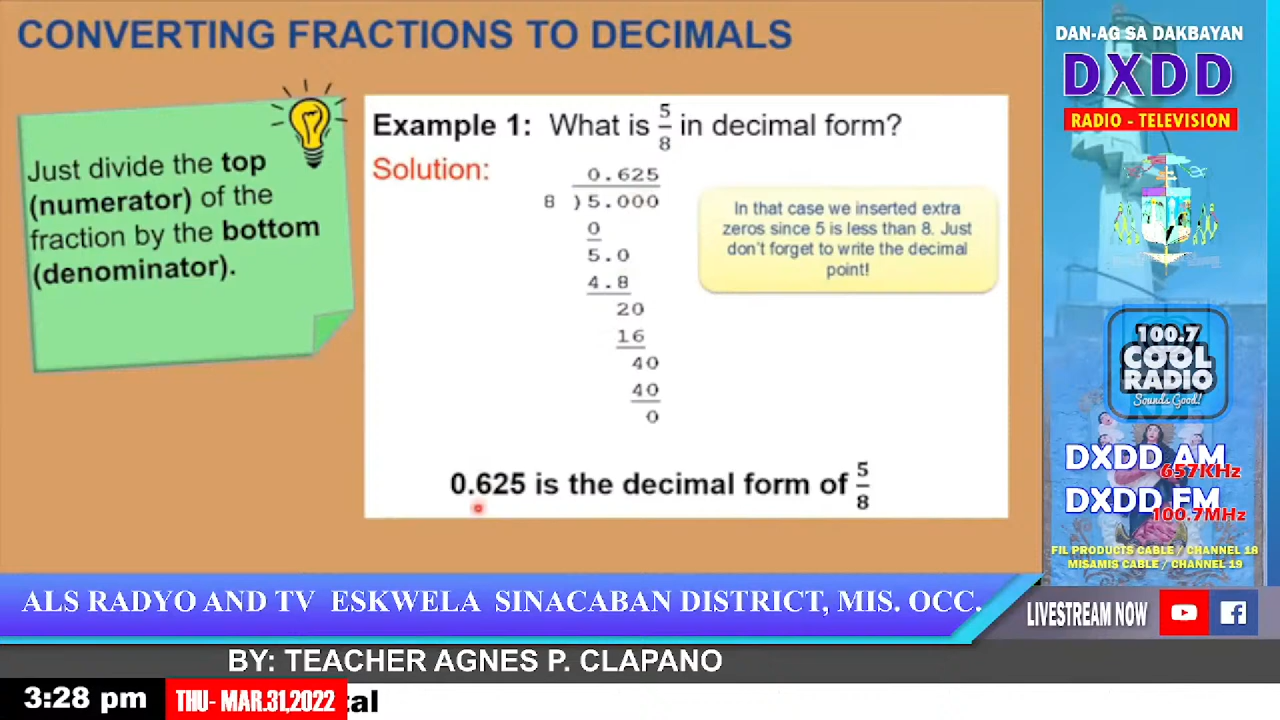 CONVERTING FRACTIONS TO DECIMALS
Just divide the top
(numerator) of the
fraction by the bottom
(denominator).
Example 1: What is 5/8 in decimal form?
Solution:
0.625
8 )5.000
0
5.0
4.8
20
16
40
40
0
In that case we inserted extra
zeros since 5 is less than 8. Just
don't forget to write the decimal
point!
0.625 is the decimal form of 5/8
DAN-AG SA DAKBAYAN
DXDD
RADIO - TELEVISION
100.7
COOL
RADIO
Sounds Good!
DXDD AM
657KHz
DXDD FM
100.7MHz
FIL PRODUCTS CABLE / CHANNEL 18
MISAMIS CABLE / CHANNEL 19
ALS RADYO AND TV ESKWELA SINACABAN DISTRICT, MIS. OCC.
LIVESTREAM NOW
BY: TEACHER AGNES P. CLAPANO
3:28 pm THU- MAR.31,2022 tal